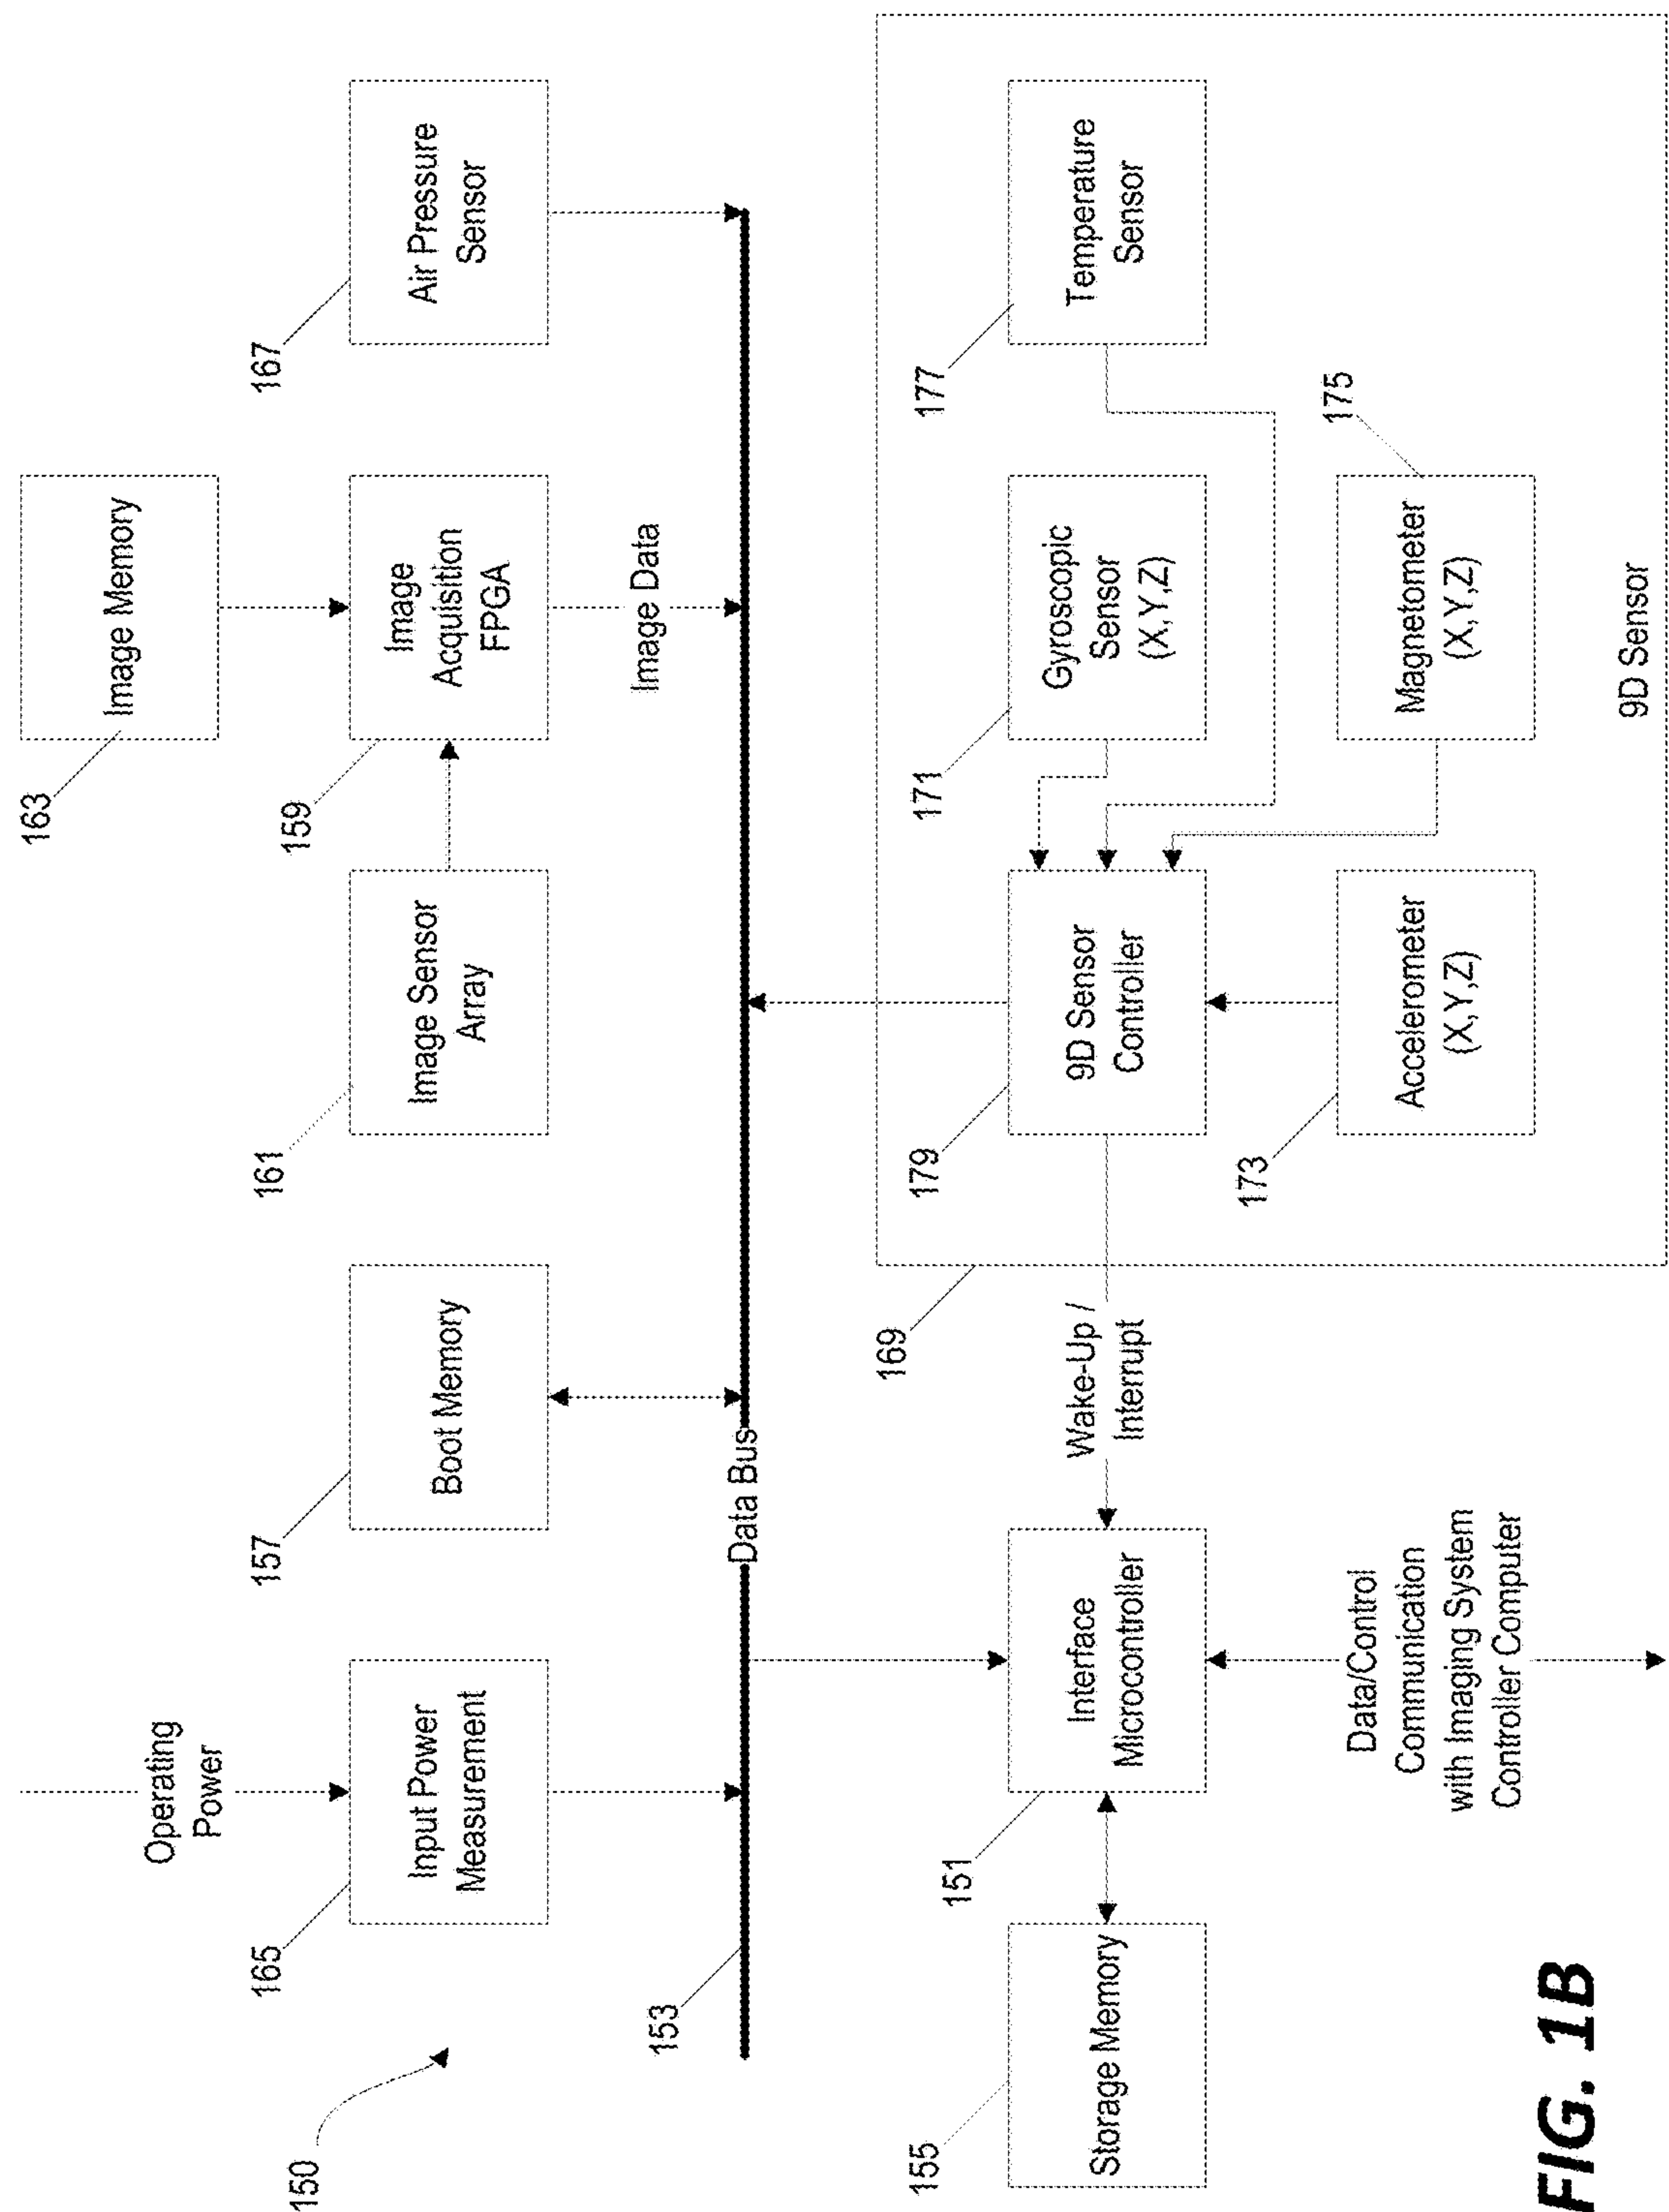 150
Operating
Power
165
Input Power
Measurement
157
Boot Memory
161
Image Sensor
Array
163
Image Memory
159
Image
Acquisition
FPGA
Image Data
167
Air Pressure
Sensor
153
Data Bus
155
Storage Memory
151
Interface
Microcontroller
Wake-Up /
Interrupt
Data/Control
Communication
with Imaging System
Controller Computer
169
179
9D Sensor
Controller
171
Gyroscopic
Sensor
(X,Y,Z)
177
Temperature
Sensor
173
Accelerometer
(X,Y,Z)
175
Magnetometer
(X,Y,Z)
9D Sensor
FIG. 1B